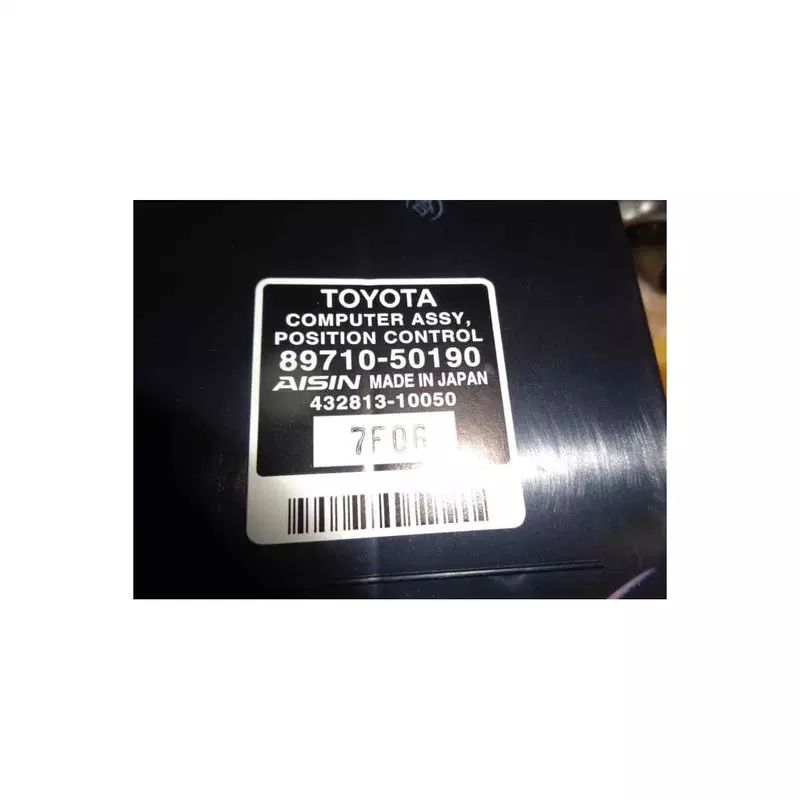 TOYOTA
COMPUTER ASSY,
POSITION CONTROL
89710-50190
AISIN MADE IN JAPAN
432813-10050
7F06